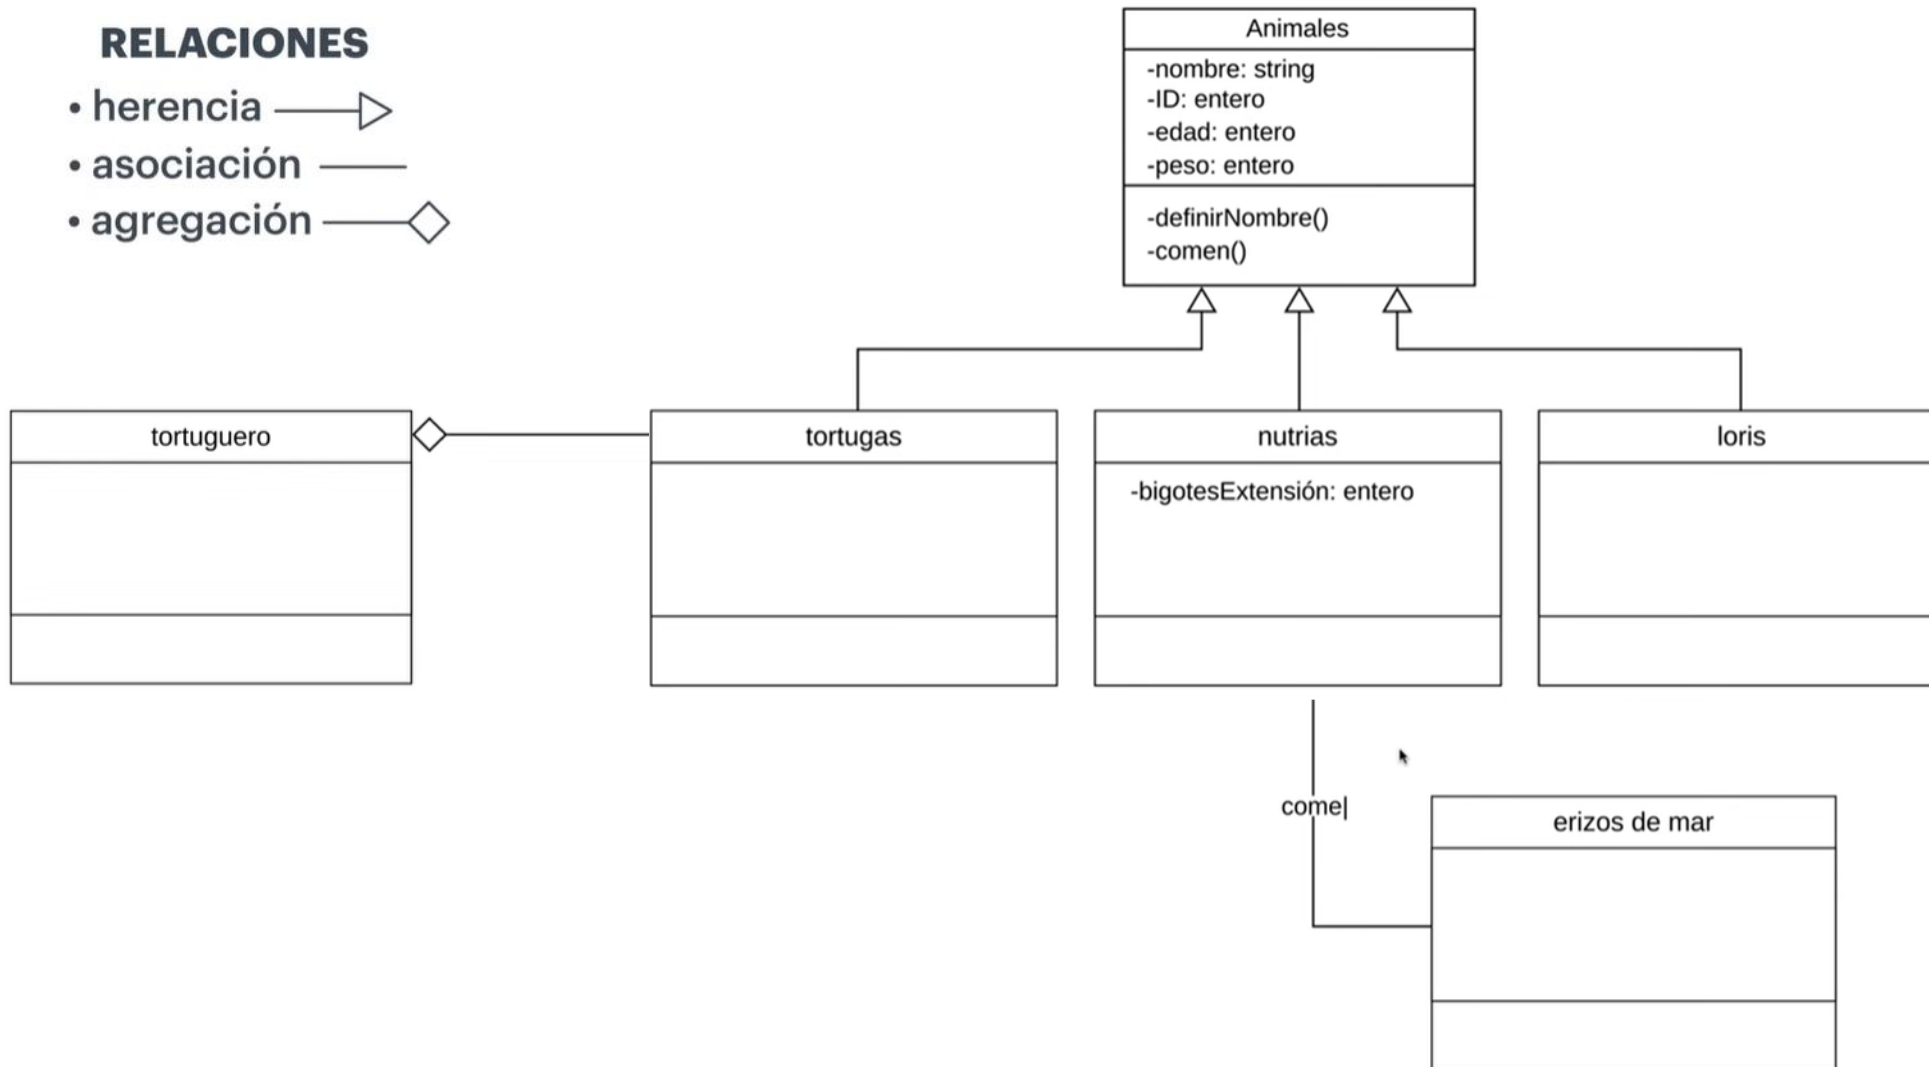 RELACIONES
• herencia
• asociación
• agregación
Animales
-nombre: string
-ID: entero
-edad: entero
-peso: entero
-definirNombre()
-comen()
tortuguero
tortugas
nutrias
-bigotesExtensión: entero
loris
come
erizos de mar